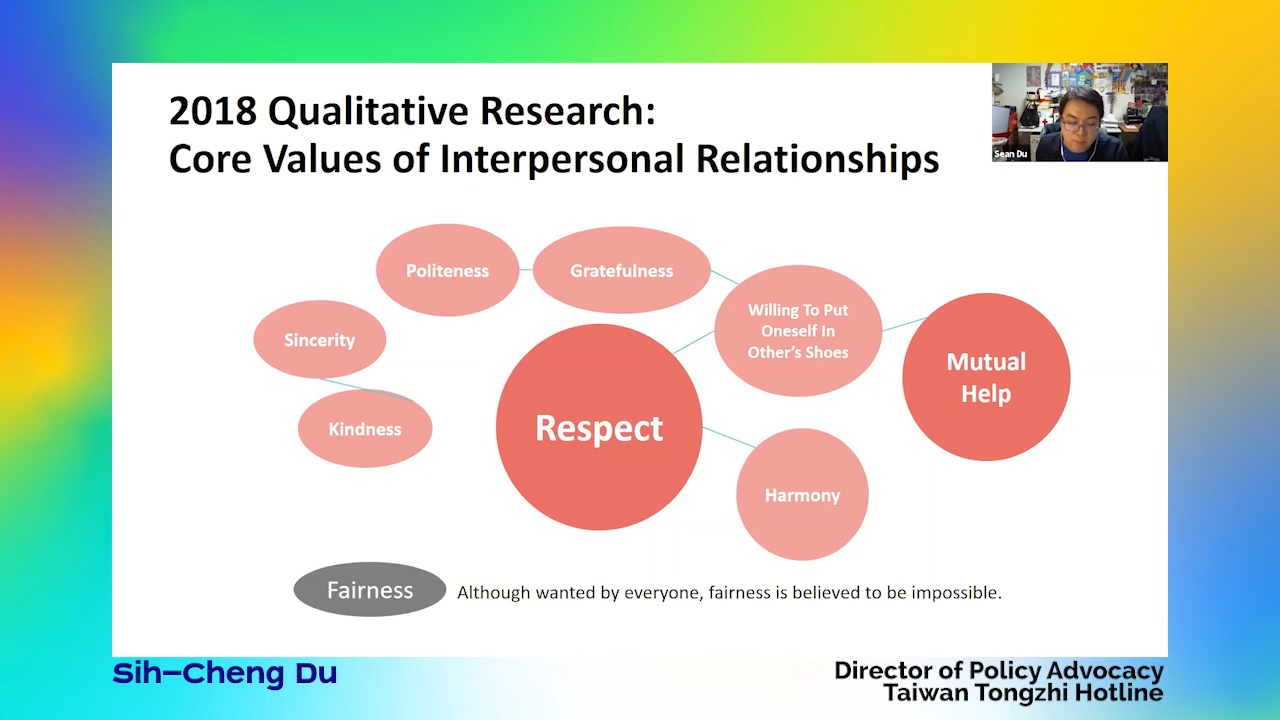 2018 Qualitative Research:
Core Values of Interpersonal Relationships
Sean Du
Politeness
Gratefulness
Willing To Put
Oneself In
Other's Shoes
Sincerity
Mutual
Help
Kindness
Respect
Harmony
Fairness
Although wanted by everyone, fairness is believed to be impossible.
Sih-Cheng Du
Director of Policy Advocacy
Taiwan Tongzhi Hotline